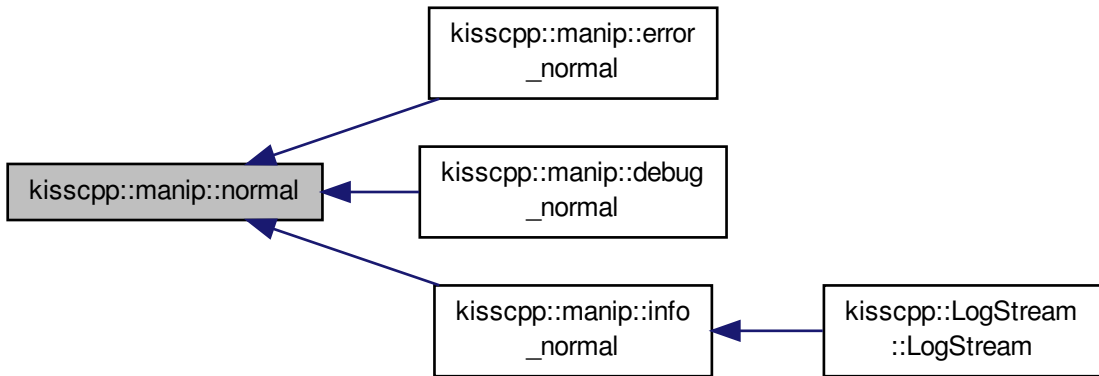 kisscpp::manip::error
_normal
kisscpp::manip::normal
kisscpp::manip::debug
_normal
kisscpp::manip::info
_normal
kisscpp::LogStream
::LogStream